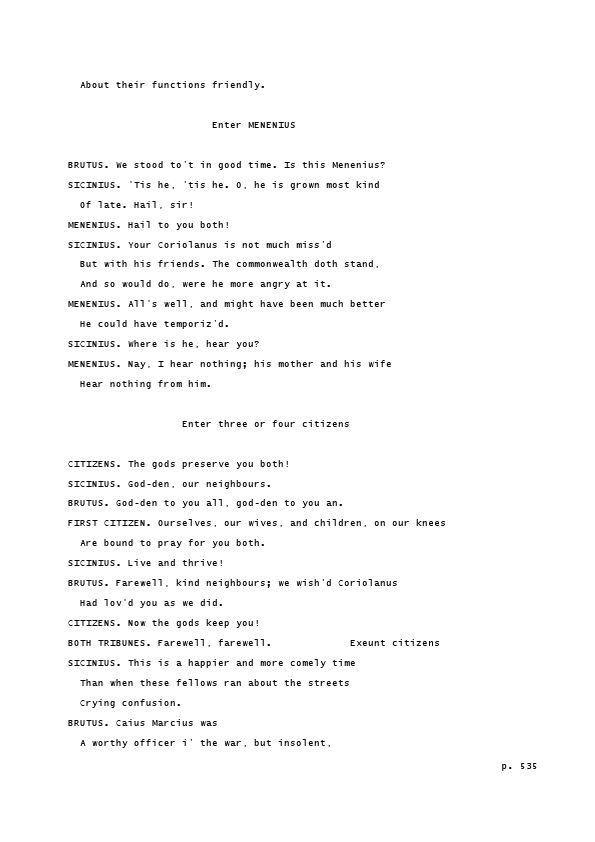 About their functions friendly.
Enter MENENIUS
BRUTUS. We stood to't in good time. Is this Menenius?
SICINIUS. 'Tis he, 'tis he. O, he is grown most kind
Of late. Hail, sir!
MENENIUS. Hail to you both!
SICINIUS. Your Coriolanus is not much miss'd
But with his friends. The commonwealth doth stand,
And so would do, were he more angry at it.
MENENIUS. All's well, and might have been much better
He could have temporiz'd.
SICINIUS. Where is he, hear you?
MENENIUS. Nay, I hear nothing; his mother and his wife
Hear nothing from him.
Enter three or four citizens
CITIZENS. The gods preserve you both!
SICINIUS. God-den, our neighbours.
BRUTUS. God-den to you all, god-den to you an.
FIRST CITIZEN. Ourselves, our wives, and children, on our knees
Are bound to pray for you both.
SICINIUS. Live and thrive!
BRUTUS. Farewell, kind neighbours; we wish'd Coriolanus
Had lov'd you as we did.
CITIZENS. Now the gods keep you!
BOTH TRIBUNES. Farewell, farewell. Exeunt citizens
SICINIUS. This is a happier and more comely time
Than when these fellows ran about the streets
Crying confusion.
BRUTUS. Caius Marcius was
A worthy officer i' the war, but insolent,
p. 535